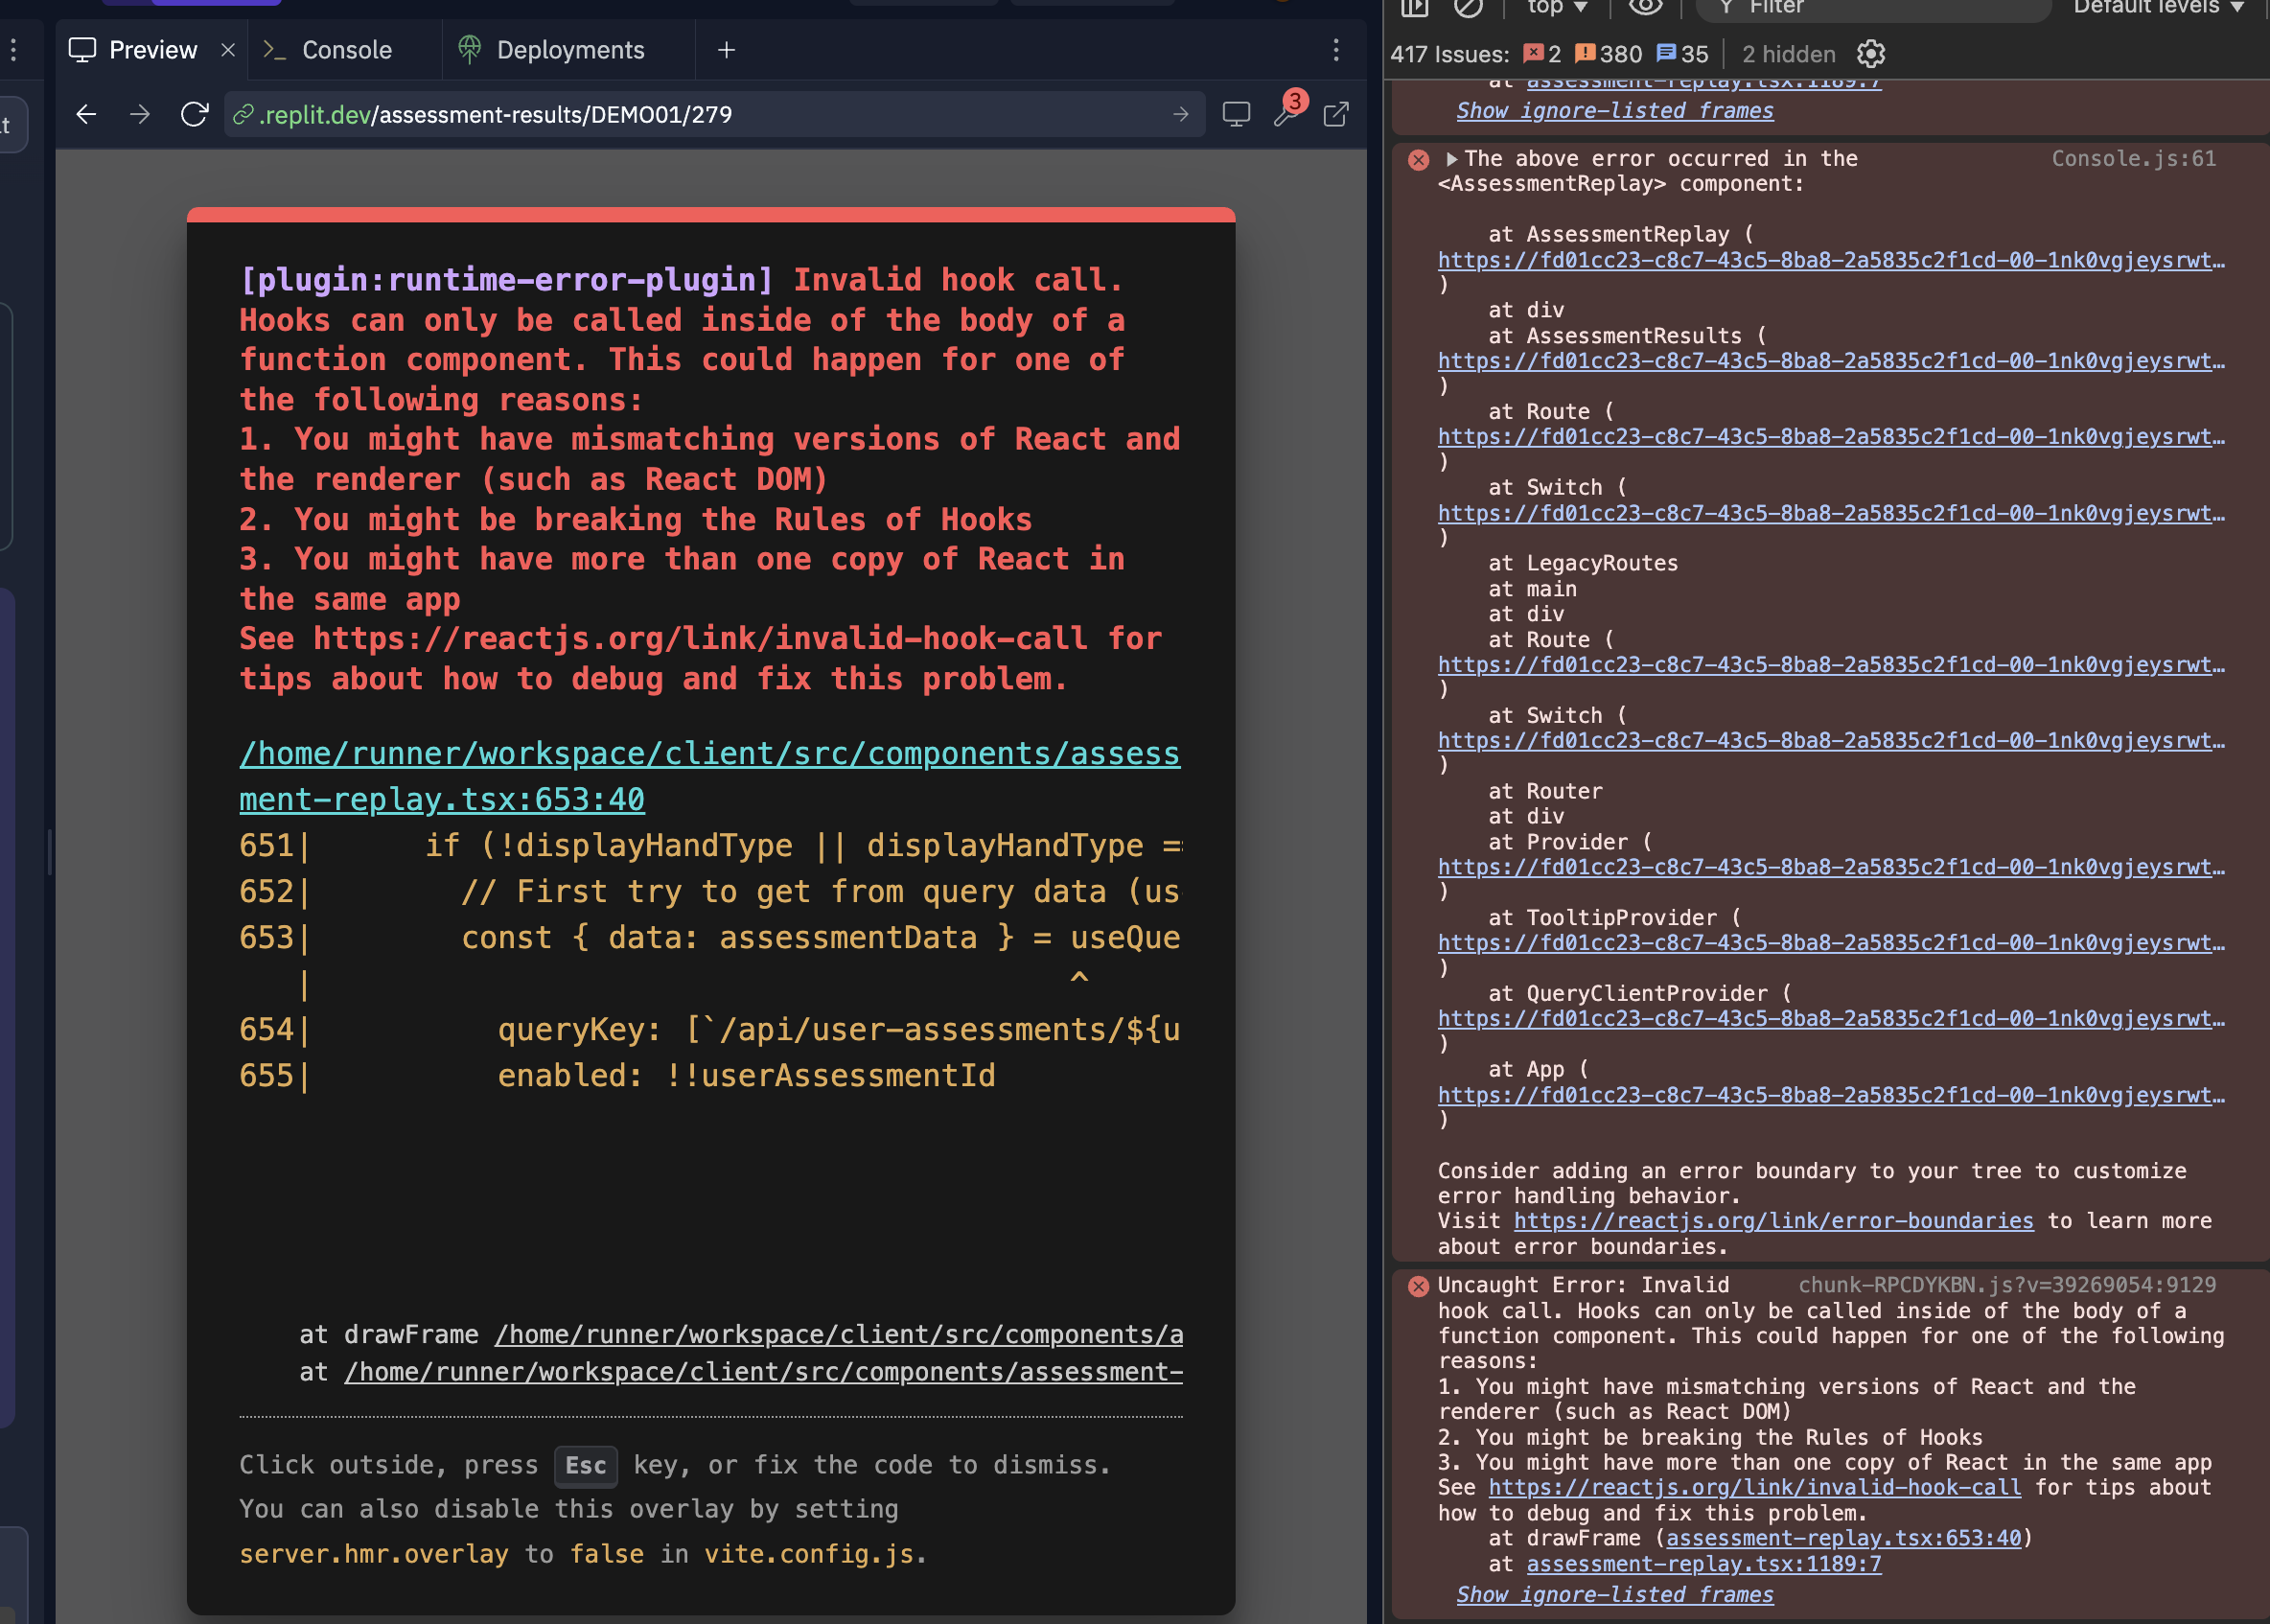 Preview
Console
Deployments
.replit.dev/assessment-results/DEMO01/279
3
[plugin:runtime-error-plugin] Invalid hook call.
Hooks can only be called inside of the body of a
function component. This could happen for one of
the following reasons:
1. You might have mismatching versions of React and
the renderer (such as React DOM)
2. You might be breaking the Rules of Hooks
3. You might have more than one copy of React in
the same app
See https://reactjs.org/link/invalid-hook-call for
tips about how to debug and fix this problem.
/home/runner/workspace/client/src/components/assess
ment-replay.tsx:653:40
651|      if (!displayHandType || displayHandType ==
652|        // First try to get from query data (us
653|        const { data: assessmentData } = useQue
   |                                         ^
654|          queryKey: [`/api/user-assessments/${u
655|          enabled: !!userAssessmentId
at drawFrame /home/runner/workspace/client/src/components/a
at /home/runner/workspace/client/src/components/assessment-
Click outside, press Esc key, or fix the code to dismiss.
You can also disable this overlay by setting
server.hmr.overlay to false in vite.config.js.
top
Filter
Default levels
417 Issues: 2 380 35
2 hidden
at assessment-replay.tsx:1189:7
Show ignore-listed frames
The above error occurred in the Console.js:61
<AssessmentReplay> component:
at AssessmentReplay (
https://fd01cc23-c8c7-43c5-8ba8-2a5835c2f1cd-00-1nk0vgjeysrwt…
)
at div
at AssessmentResults (
https://fd01cc23-c8c7-43c5-8ba8-2a5835c2f1cd-00-1nk0vgjeysrwt…
)
at Route (
https://fd01cc23-c8c7-43c5-8ba8-2a5835c2f1cd-00-1nk0vgjeysrwt…
)
at Switch (
https://fd01cc23-c8c7-43c5-8ba8-2a5835c2f1cd-00-1nk0vgjeysrwt…
)
at LegacyRoutes
at main
at div
at Route (
https://fd01cc23-c8c7-43c5-8ba8-2a5835c2f1cd-00-1nk0vgjeysrwt…
)
at Switch (
https://fd01cc23-c8c7-43c5-8ba8-2a5835c2f1cd-00-1nk0vgjeysrwt…
)
at Router
at div
at Provider (
https://fd01cc23-c8c7-43c5-8ba8-2a5835c2f1cd-00-1nk0vgjeysrwt…
)
at TooltipProvider (
https://fd01cc23-c8c7-43c5-8ba8-2a5835c2f1cd-00-1nk0vgjeysrwt…
)
at QueryClientProvider (
https://fd01cc23-c8c7-43c5-8ba8-2a5835c2f1cd-00-1nk0vgjeysrwt…
)
at App (
https://fd01cc23-c8c7-43c5-8ba8-2a5835c2f1cd-00-1nk0vgjeysrwt…
)
Consider adding an error boundary to your tree to customize
error handling behavior.
Visit https://reactjs.org/link/error-boundaries to learn more
about error boundaries.
Uncaught Error: Invalid chunk-RPCDYKBN.js?v=39269054:9129
hook call. Hooks can only be called inside of the body of a
function component. This could happen for one of the following
reasons:
1. You might have mismatching versions of React and the
renderer (such as React DOM)
2. You might be breaking the Rules of Hooks
3. You might have more than one copy of React in the same app
See https://reactjs.org/link/invalid-hook-call for tips about
how to debug and fix this problem.
at drawFrame (assessment-replay.tsx:653:40)
at assessment-replay.tsx:1189:7
Show ignore-listed frames